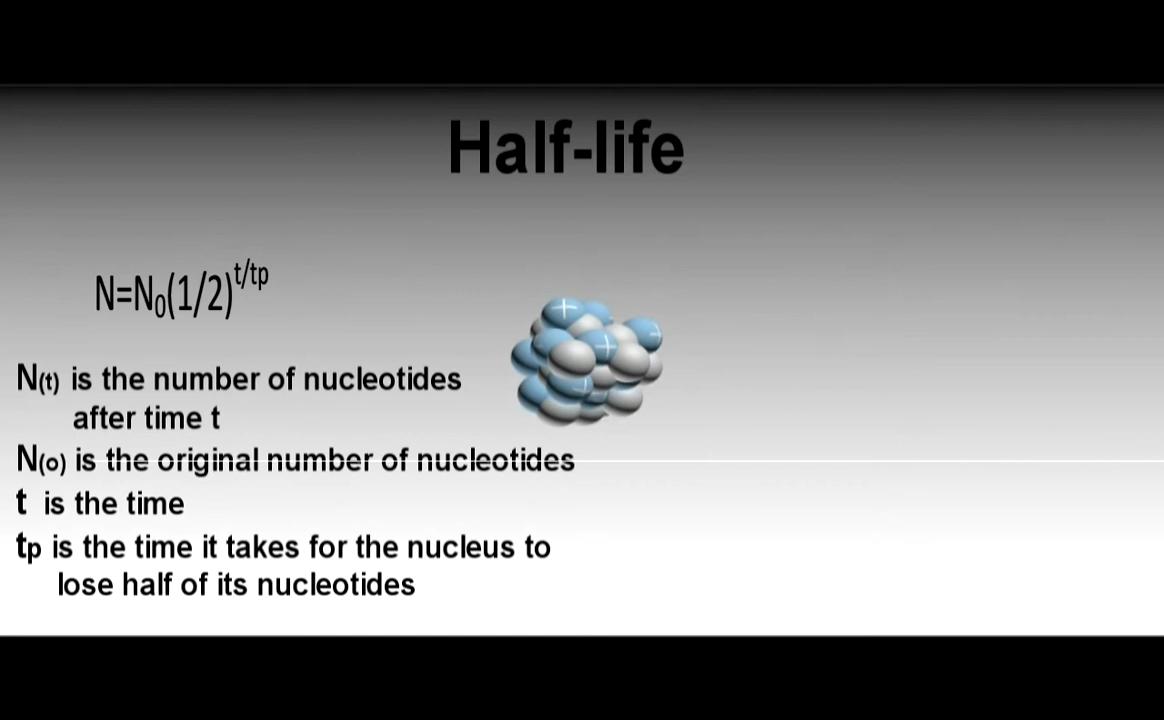 Half-life
N=N₀(1/2)^t/tp
N(t) is the number of nucleotides
after time t
N(o) is the original number of nucleotides
t is the time
tp is the time it takes for the nucleus to
lose half of its nucleotides